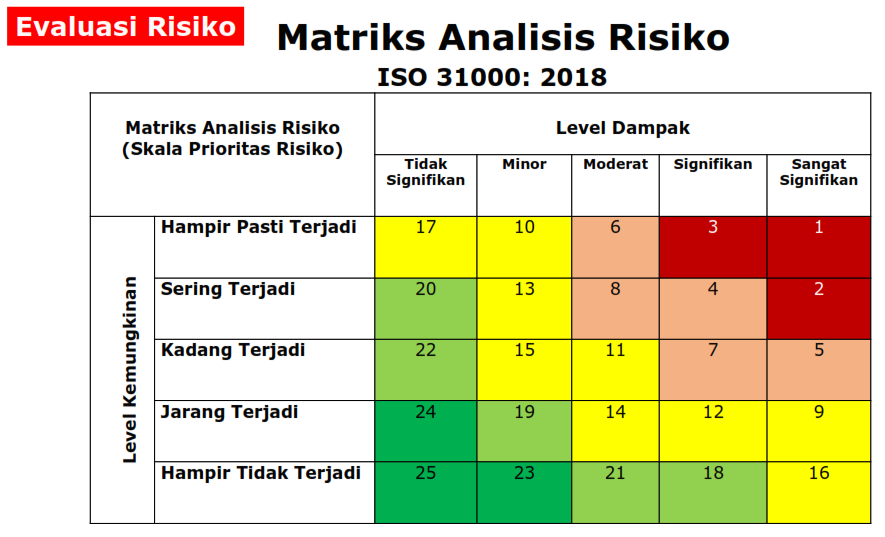 Evaluasi Risiko
Matriks Analisis Risiko
ISO 31000: 2018
Matriks Analisis Risiko
(Skala Prioritas Risiko)
Level Dampak
Tidak
Signifikan
Minor
Moderat
Signifikan
Sangat
Signifikan
Level Kemungkinan
Hampir Pasti Terjadi 17 10 6 3 1
Sering Terjadi 20 13 8 4 2
Kadang Terjadi 22 15 11 7 5
Jarang Terjadi 24 19 14 12 9
Hampir Tidak Terjadi 25 23 21 18 16